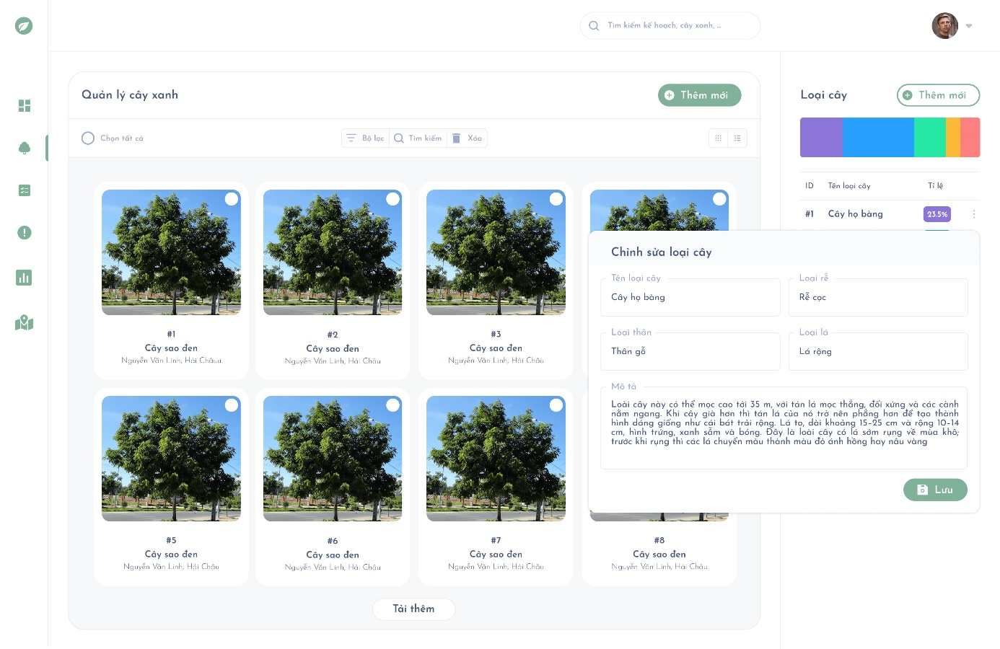 Tìm kiếm kế hoạch, cây xanh, ...
Quản lý cây xanh
Thêm mới
Chọn tất cả
Bộ lọc
Tìm kiếm
Xóa
#1
Cây sao đen
Nguyễn Văn Linh, Hải Châuu
#2
Cây sao đen
Nguyễn Văn Linh, Hải Châu
#3
Cây sao đen
Nguyễn Văn Linh, Hải Châu
#5
Cây sao đen
Nguyễn Văn Linh, Hải Châu
#6
Cây sao đen
Nguyễn Văn Linh, Hải Châu
#7
Cây sao đen
Nguyễn Văn Linh, Hải Châu
#8
Cây sao đen
Nguyễn Văn Linh, Hải Châu
Tải thêm
Loại cây
Thêm mới
ID Tên loại cây Tỉ lệ
#1 Cây họ bàng 23.5%
Chỉnh sửa loại cây
Tên loại cây
Cây họ bàng
Loại rễ
Rễ cọc
Loại thân
Thân gỗ
Loại lá
Lá rộng
Mô tả
Loài cây này có thể mọc cao tới 35 m, với tán lá mọc thẳng, đối xứng và các cành
nằm ngang. Khi cây già hơn thì tán lá của nó trở nên phẳng hơn để tạo thành
hình dáng giống như cái bát trải rộng. Lá to, dài khoảng 15–25 cm và rộng 10–14
cm, hình trứng, xanh sẫm và bóng. Đây là loài cây có lá sớm rụng về mùa khô;
trước khi rụng thì các lá chuyển màu thành màu đỏ ánh hồng hay nâu vàng
Lưu